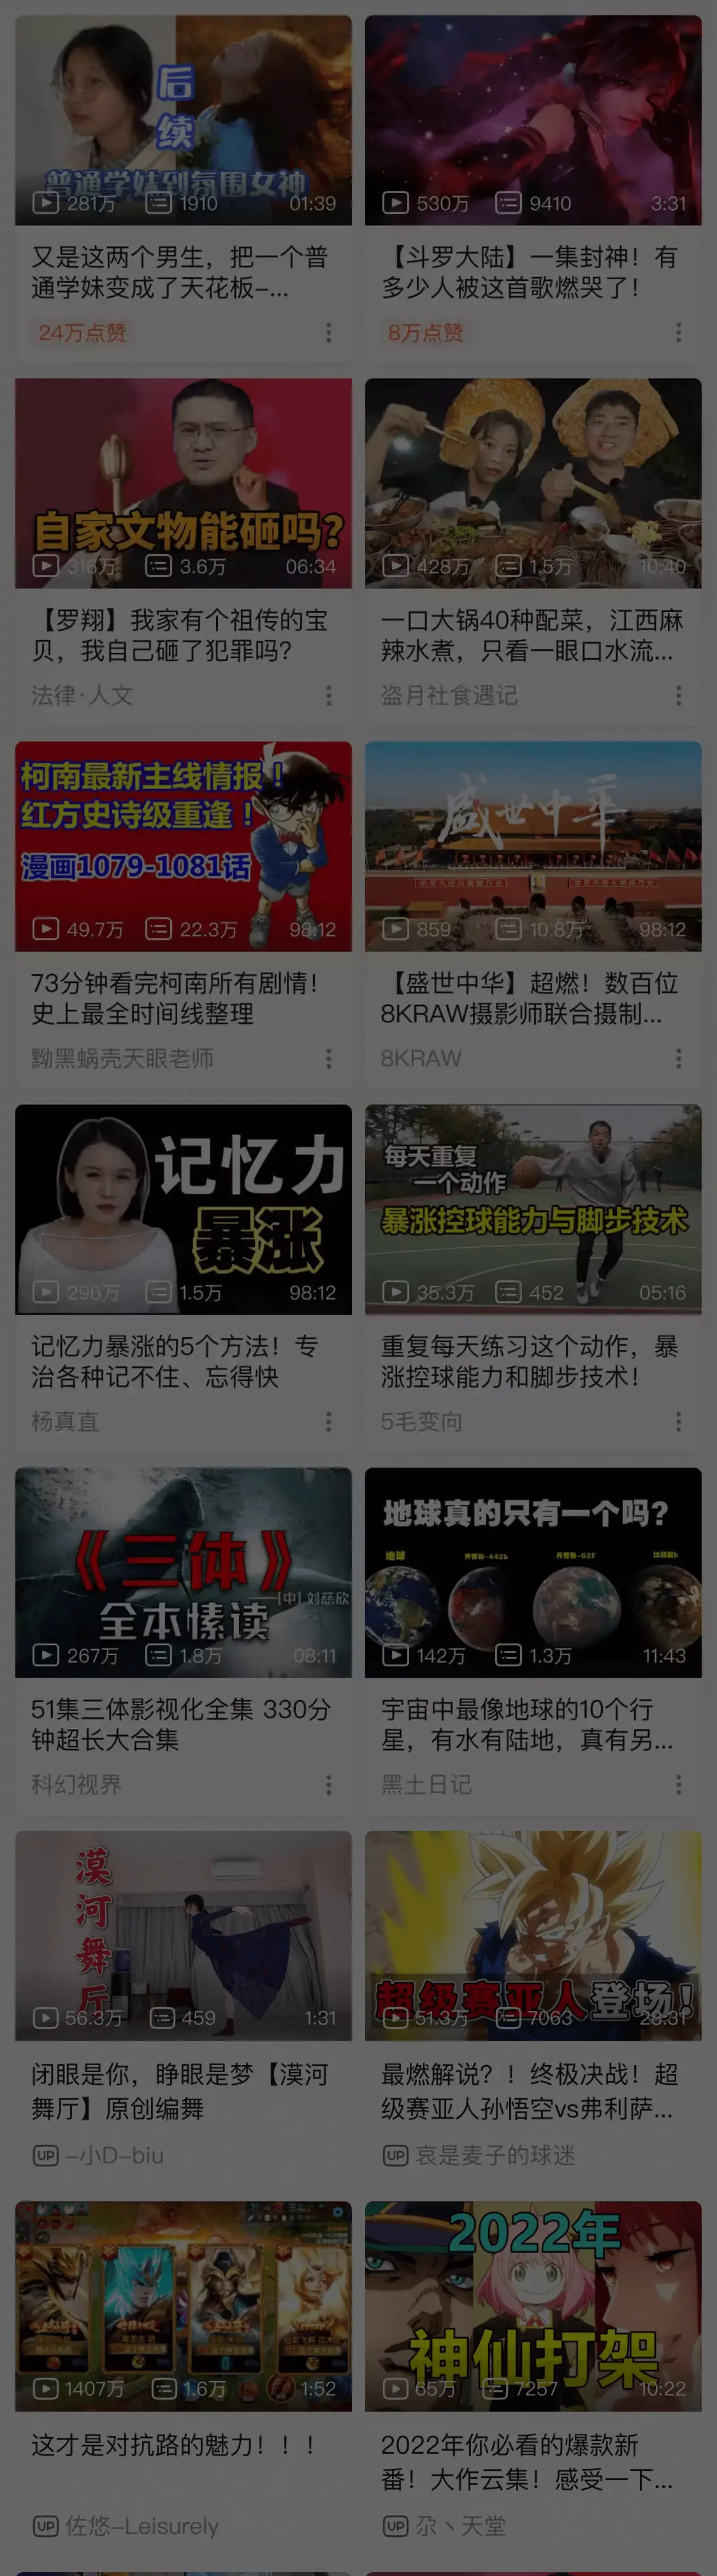 后
续
普通学妹到氛围女神
281万 1910 01:39
又是这两个男生，把一个普
通学妹变成了天花板-...
24万点赞
530万 9410 3:31
【斗罗大陆】一集封神！有
多少人被这首歌燃哭了！
8万点赞
自家文物能砸吗?
316万 3.6万 06:34
【罗翔】我家有个祖传的宝
贝，我自己砸了犯罪吗？
法律·人文
428万 1.5万 10:40
一口大锅40种配菜，江西麻
辣水煮，只看一眼口水流...
盗月社食遇记
柯南最新主线情报！
红方史诗级重逢！
漫画1079-1081话
49.7万 22.3万 98:12
73分钟看完柯南所有剧情！
史上最全时间线整理
黝黑蜗壳天眼老师
盛世中华
859 10.8万 98:12
【盛世中华】超燃！数百位
8KRAW摄影师联合摄制...
8KRAW
记忆力
暴涨
296万 1.5万 98:12
记忆力暴涨的5个方法！专
治各种记不住、忘得快
杨真直
每天重复
一个动作
暴涨控球能力与脚步技术
35.3万 452 05:16
重复每天练习这个动作，暴
涨控球能力和脚步技术！
5毛变向
《三体》
[中] 刘慈欣
全本愫读
267万 1.8万 08:11
51集三体影视化全集 330分
钟超长大合集
科幻视界
地球真的只有一个吗?
地球 开普勒-442b 开普勒-62F 比邻星b
142万 1.3万 11:43
宇宙中最像地球的10个行
星，有水有陆地，真有另...
黑土日记
漠
河
舞
厅
56.3万 459 1:31
闭眼是你，睁眼是梦【漠河
舞厅】原创编舞
UP -小D-biu
超级赛亚人登场！
51.3万 7063 28:31
最燃解说？！终极决战！超
级赛亚人孙悟空vs弗利萨...
UP 哀是麦子的球迷
1407万 1.6万 1:52
这才是对抗路的魅力！！！
UP 佐悠-Leisurely
2022年
神仙打架
65万 7257 10:22
2022年你必看的爆款新
番！大作云集！感受一下...
UP 尕丶天堂